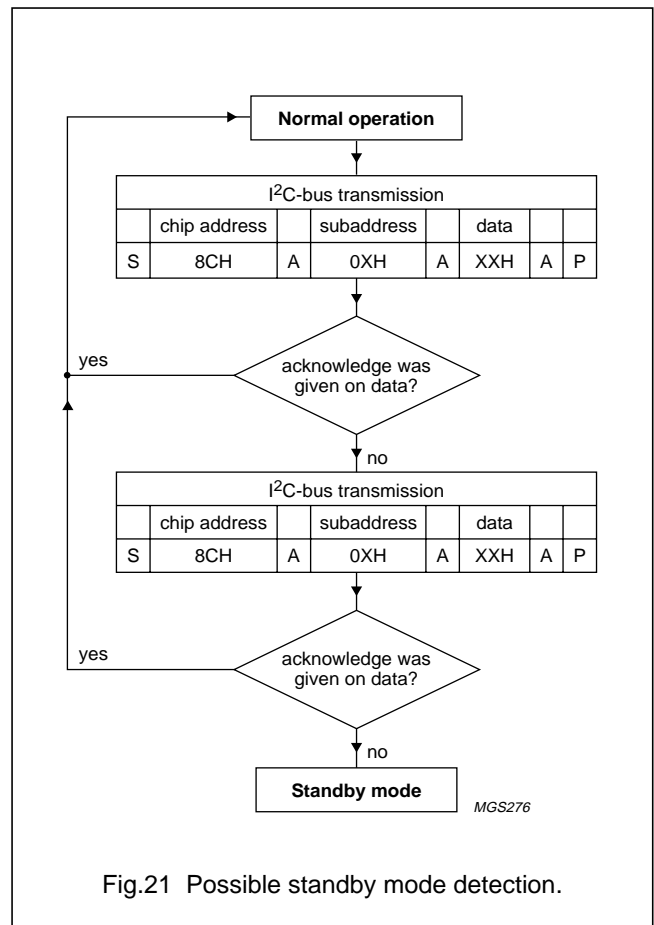 Normal operation
I2C-bus transmission
chip address subaddress data
S 8CH A 0XH A XXH A P
yes
acknowledge was
given on data?
no
I2C-bus transmission
chip address subaddress data
S 8CH A 0XH A XXH A P
yes
acknowledge was
given on data?
no
Standby mode
MGS276
Fig.21 Possible standby mode detection.